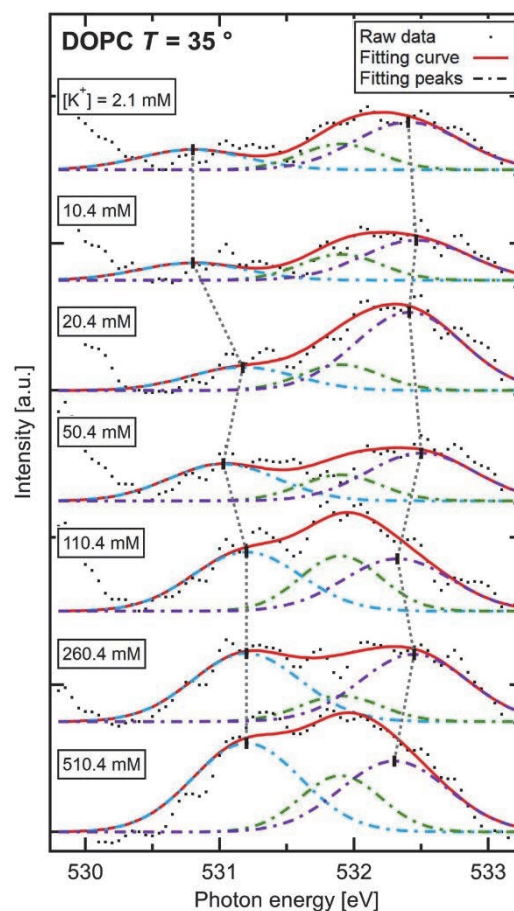 DOPC T = 35 °
Raw data
Fitting curve
Fitting peaks
[K⁺] = 2.1 mM
10.4 mM
20.4 mM
50.4 mM
110.4 mM
260.4 mM
510.4 mM
Intensity [a.u.]
530
531
532
533
Photon energy [eV]